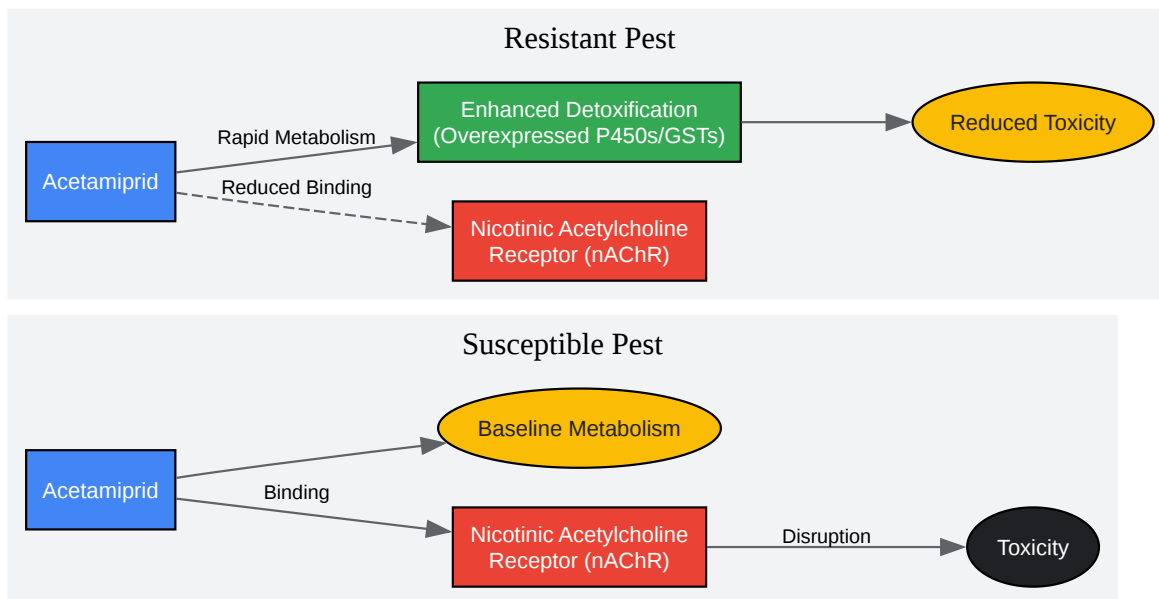 Resistant Pest
Acetamiprid
Rapid Metabolism
Reduced Binding
Enhanced Detoxification
(Overexpressed P450s/GSTs)
Nicotinic Acetylcholine
Receptor (nAChR)
Reduced Toxicity
Susceptible Pest
Acetamiprid
Binding
Baseline Metabolism
Nicotinic Acetylcholine
Receptor (nAChR)
Disruption
Toxicity